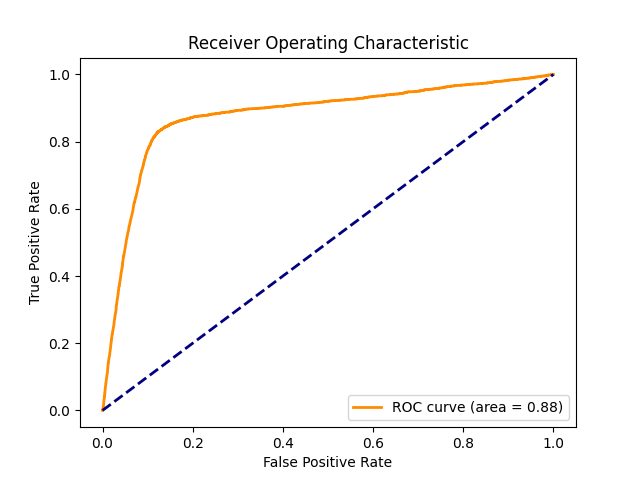 Receiver Operating Characteristic
True Positive Rate
1.0
0.8
0.6
0.4
0.2
0.0
ROC curve (area = 0.88)
0.0 0.2 0.4 0.6 0.8 1.0
False Positive Rate